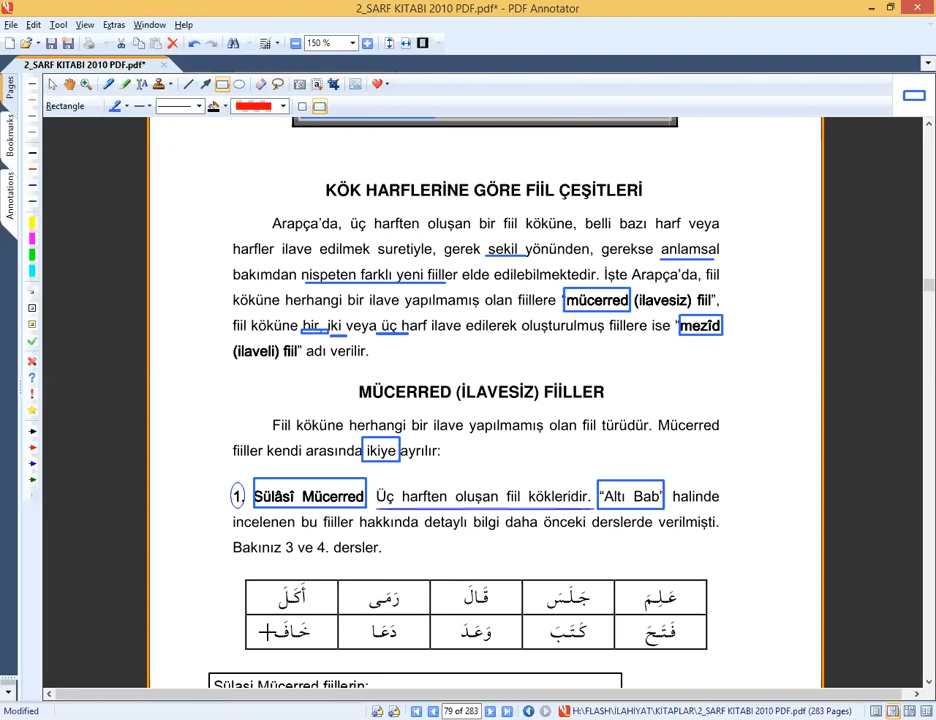 2_SARF KITABI 2010 PDF.pdf* - PDF Annotator
File Edit View Tool Extras Window Help
150 %
2_SARF KITABI 2010 PDF.pdf*
Rectangle
Pages
Bookmarks
Annotations
KÖK HARFLERİNE GÖRE FİİL ÇEŞİTLERİ
Arapça’da, üç harften oluşan bir fiil köküne, belli bazı harf veya
harfler ilave edilmek suretiyle, gerek şekil yönünden, gerekse anlamsal
bakımdan nispeten farklı yeni fiiller elde edilebilmektedir. İşte Arapça’da, fiil
köküne herhangi bir ilave yapılmamış olan fiillere “mücerred (ilavesiz) fiil”,
fiil köküne bir, iki veya üç harf ilave edilerek oluşturulmuş fiillere ise “mezîd
(ilaveli) fiil” adı verilir.
MÜCERRED (İLAVESİZ) FİİLLER
Fiil köküne herhangi bir ilave yapılmamış olan fiil türüdür. Mücerred
fiiller kendi arasında ikiye ayrılır:
1. Sülâsî Mücerred Üç harften oluşan fiil kökleridir. “Altı Bab” halinde
incelenen bu fiiller hakkında detaylı bilgi daha önceki derslerde verilmişti.
Bakınız 3 ve 4. dersler.
عَلِمَ جَلَسَ قَالَ رَمَى أَكَلَ
فَتَحَ كَتَبَ وَعَدَ دَعَا خَافَ
Sülasi Mücerred fiillerin:
Modified
79 of 283
H:\FLASH\ILAHIYAT\KITAPLAR\2_SARF KITABI 2010 PDF.pdf (283 Pages)